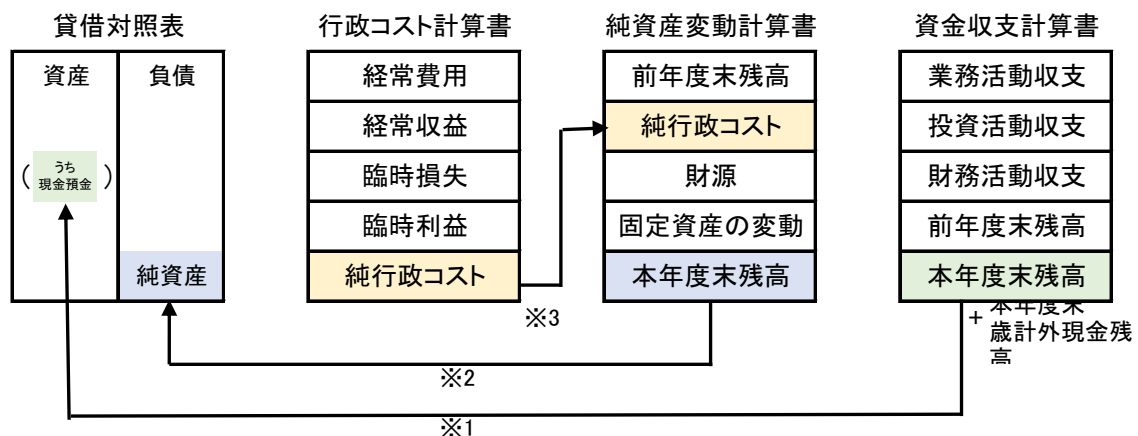 貸借対照表
資産
負債
(うち
現金預金)
純資産
行政コスト計算書
経常費用
経常収益
臨時損失
臨時利益
純行政コスト
※3
純資産変動計算書
前年度末残高
純行政コスト
財源
固定資産の変動
本年度末残高
※2
資金収支計算書
業務活動収支
投資活動収支
財務活動収支
前年度末残高
本年度末残高
+
本年度末
歳計外現金残
高
※1